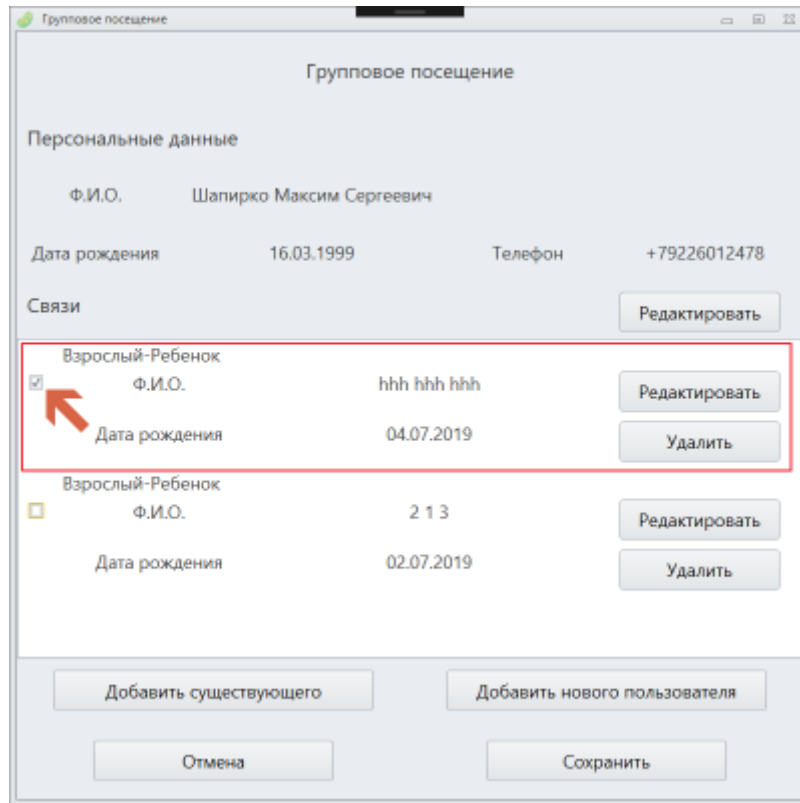 Групповое посещение
Групповое посещение
Персональные данные
Ф.И.О. Шапирко Максим Сергеевич
Дата рождения 16.03.1999 Телефон +79226012478
Связи Редактировать
Взрослый-Ребенок
Ф.И.О. hhh hhh hhh Редактировать
Дата рождения 04.07.2019 Удалить
Взрослый-Ребенок
Ф.И.О. 2 1 3 Редактировать
Дата рождения 02.07.2019 Удалить
Добавить существующего Добавить нового пользователя
Отмена Сохранить